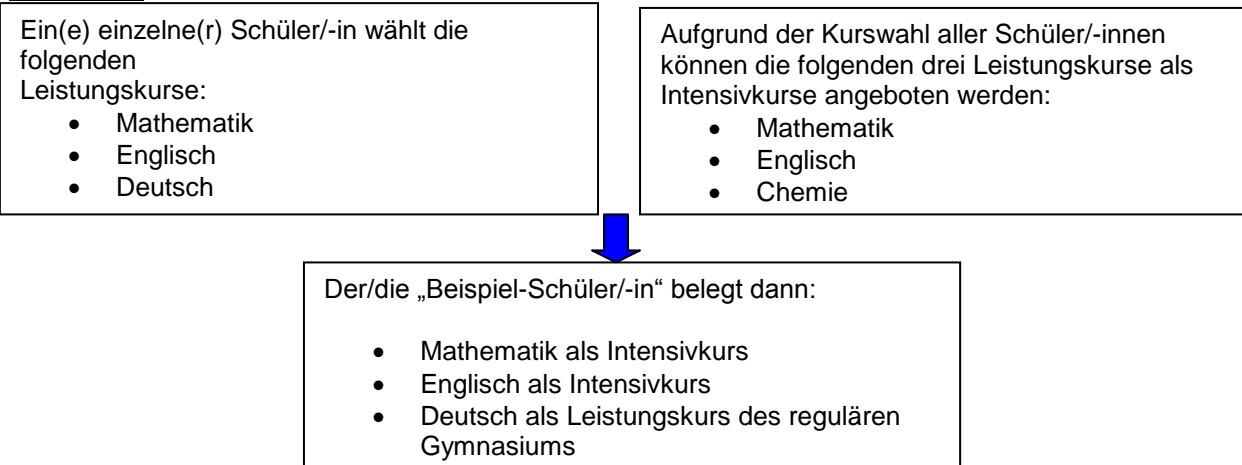 Ein(e) einzelne(r) Schüler/-in wählt die
folgenden
Leistungskurse:
• Mathematik
• Englisch
• Deutsch
Aufgrund der Kurswahl aller Schüler/-innen
können die folgenden drei Leistungskurse als
Intensivkurse angeboten werden:
• Mathematik
• Englisch
• Chemie
Der/die „Beispiel-Schüler/-in“ belegt dann:
• Mathematik als Intensivkurs
• Englisch als Intensivkurs
• Deutsch als Leistungskurs des regulären
Gymnasiums